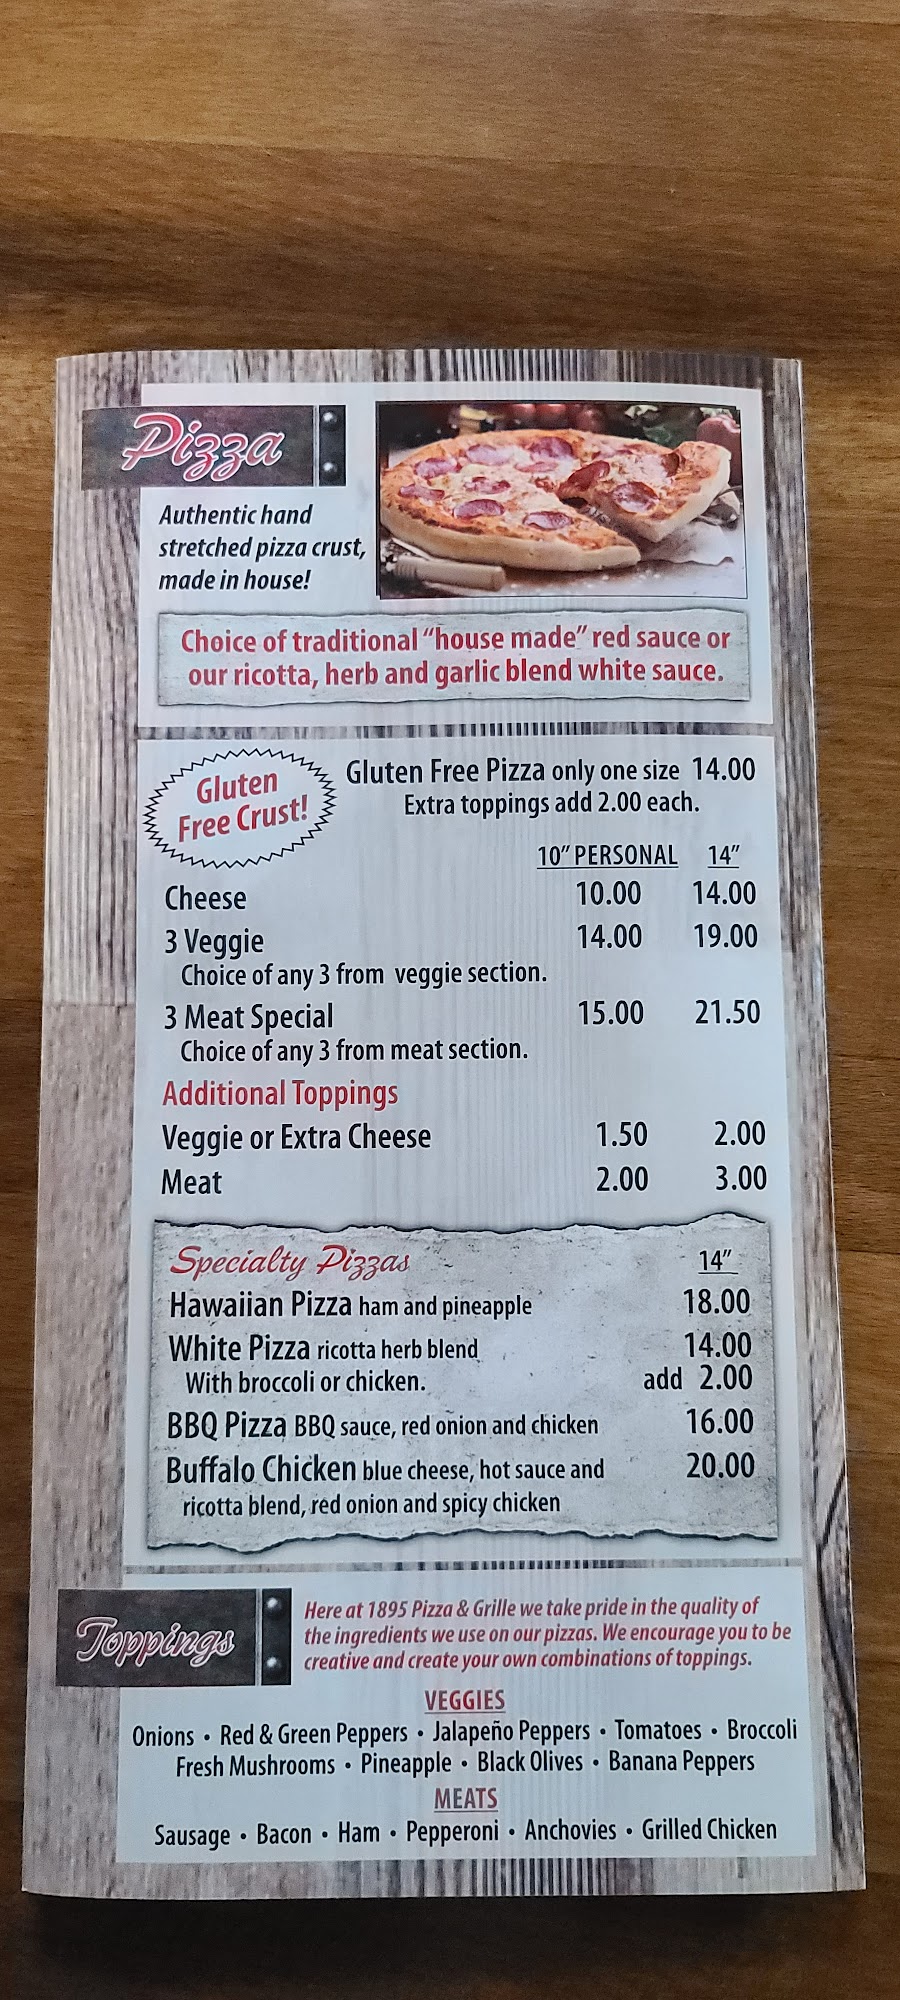 Pizza
Authentic hand
stretched pizza crust,
made in house!
Choice of traditional "house made" red sauce or
our ricotta, herb and garlic blend white sauce.
Gluten
Free Crust!
Gluten Free Pizza only one size 14.00
Extra toppings add 2.00 each.
10" PERSONAL 14"
Cheese 10.00 14.00
3 Veggie 14.00 19.00
Choice of any 3 from veggie section.
3 Meat Special 15.00 21.50
Choice of any 3 from meat section.
Additional Toppings
Veggie or Extra Cheese 1.50 2.00
Meat 2.00 3.00
Specialty Pizzas 14"
Hawaiian Pizza ham and pineapple 18.00
White Pizza ricotta herb blend 14.00
With broccoli or chicken. add 2.00
BBQ Pizza BBQ sauce, red onion and chicken 16.00
Buffalo Chicken blue cheese, hot sauce and 20.00
ricotta blend, red onion and spicy chicken
Toppings
Here at 1895 Pizza & Grille we take pride in the quality of
the ingredients we use on our pizzas. We encourage you to be
creative and create your own combinations of toppings.
VEGGIES
Onions • Red & Green Peppers • Jalapeño Peppers • Tomatoes • Broccoli
Fresh Mushrooms • Pineapple • Black Olives • Banana Peppers
MEATS
Sausage • Bacon • Ham • Pepperoni • Anchovies • Grilled Chicken